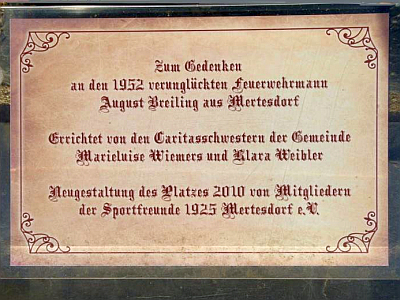 Zum Gedenken
an den 1952 verunglückten Feuerwehrmann
August Breiling aus Mertesdorf
Errichtet von den Caritasschwestern der Gemeinde
Marieluise Wiemers und Klara Weibler
Neugestaltung des Platzes 2010 von Mitgliedern
der Sportfreunde 1925 Mertesdorf e.V.